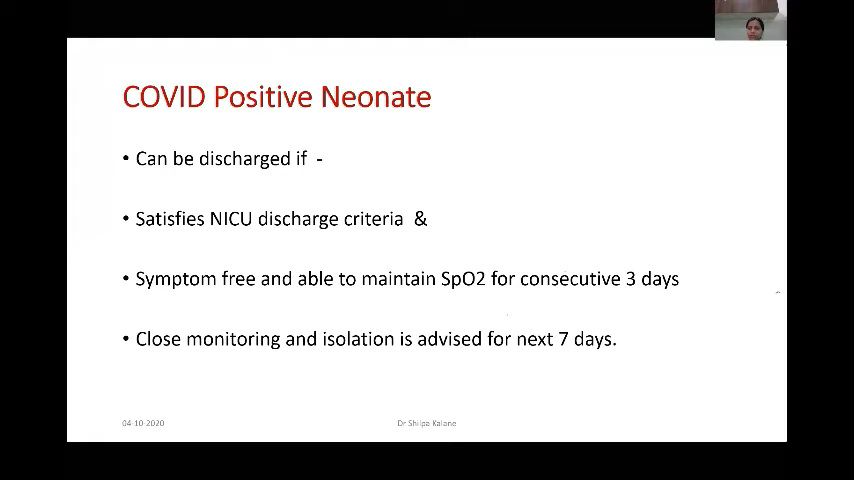 COVID Positive Neonate
• Can be discharged if -
• Satisfies NICU discharge criteria &
• Symptom free and able to maintain SpO2 for consecutive 3 days
• Close monitoring and isolation is advised for next 7 days.
04-10-2020
Dr Shilpa Kalane